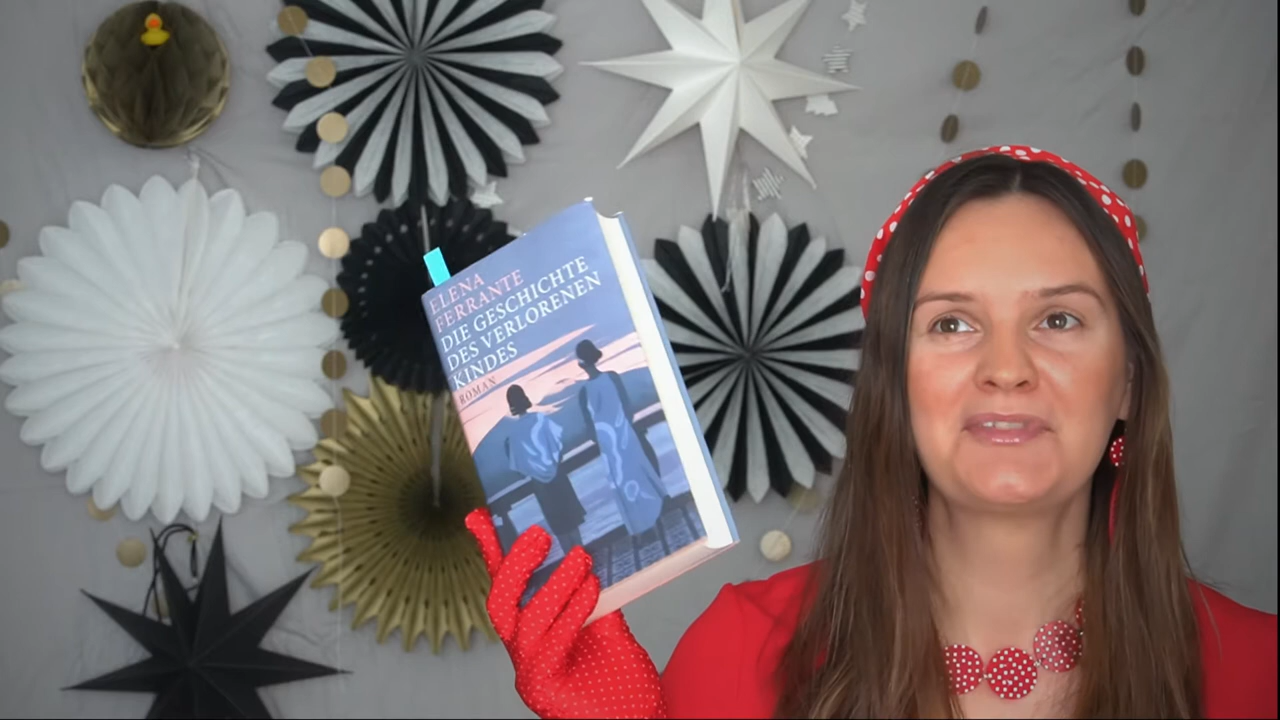 ELENA
FERRANTE
DIE GESCHICHTE
DES VERLORENEN
KINDES
ROMAN